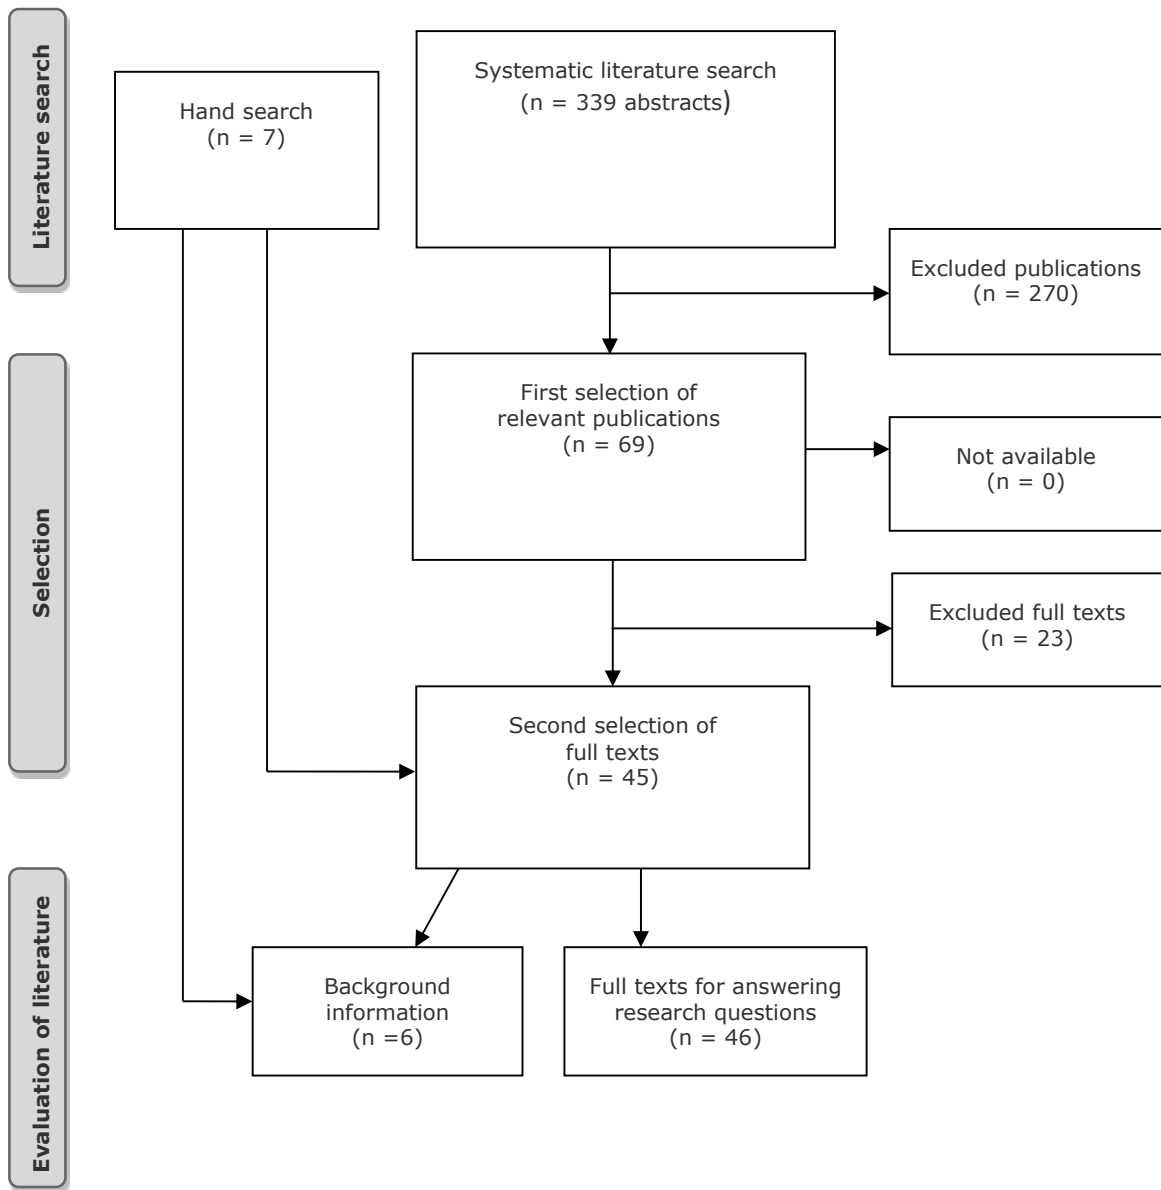 Literature search
Hand search
(n = 7)
Systematic literature search
(n = 339 abstracts)
Excluded publications
(n = 270)
Selection
First selection of
relevant publications
(n = 69)
Not available
(n = 0)
Excluded full texts
(n = 23)
Second selection of
full texts
(n = 45)
Evaluation of literature
Background
information
(n =6)
Full texts for answering
research questions
(n = 46)